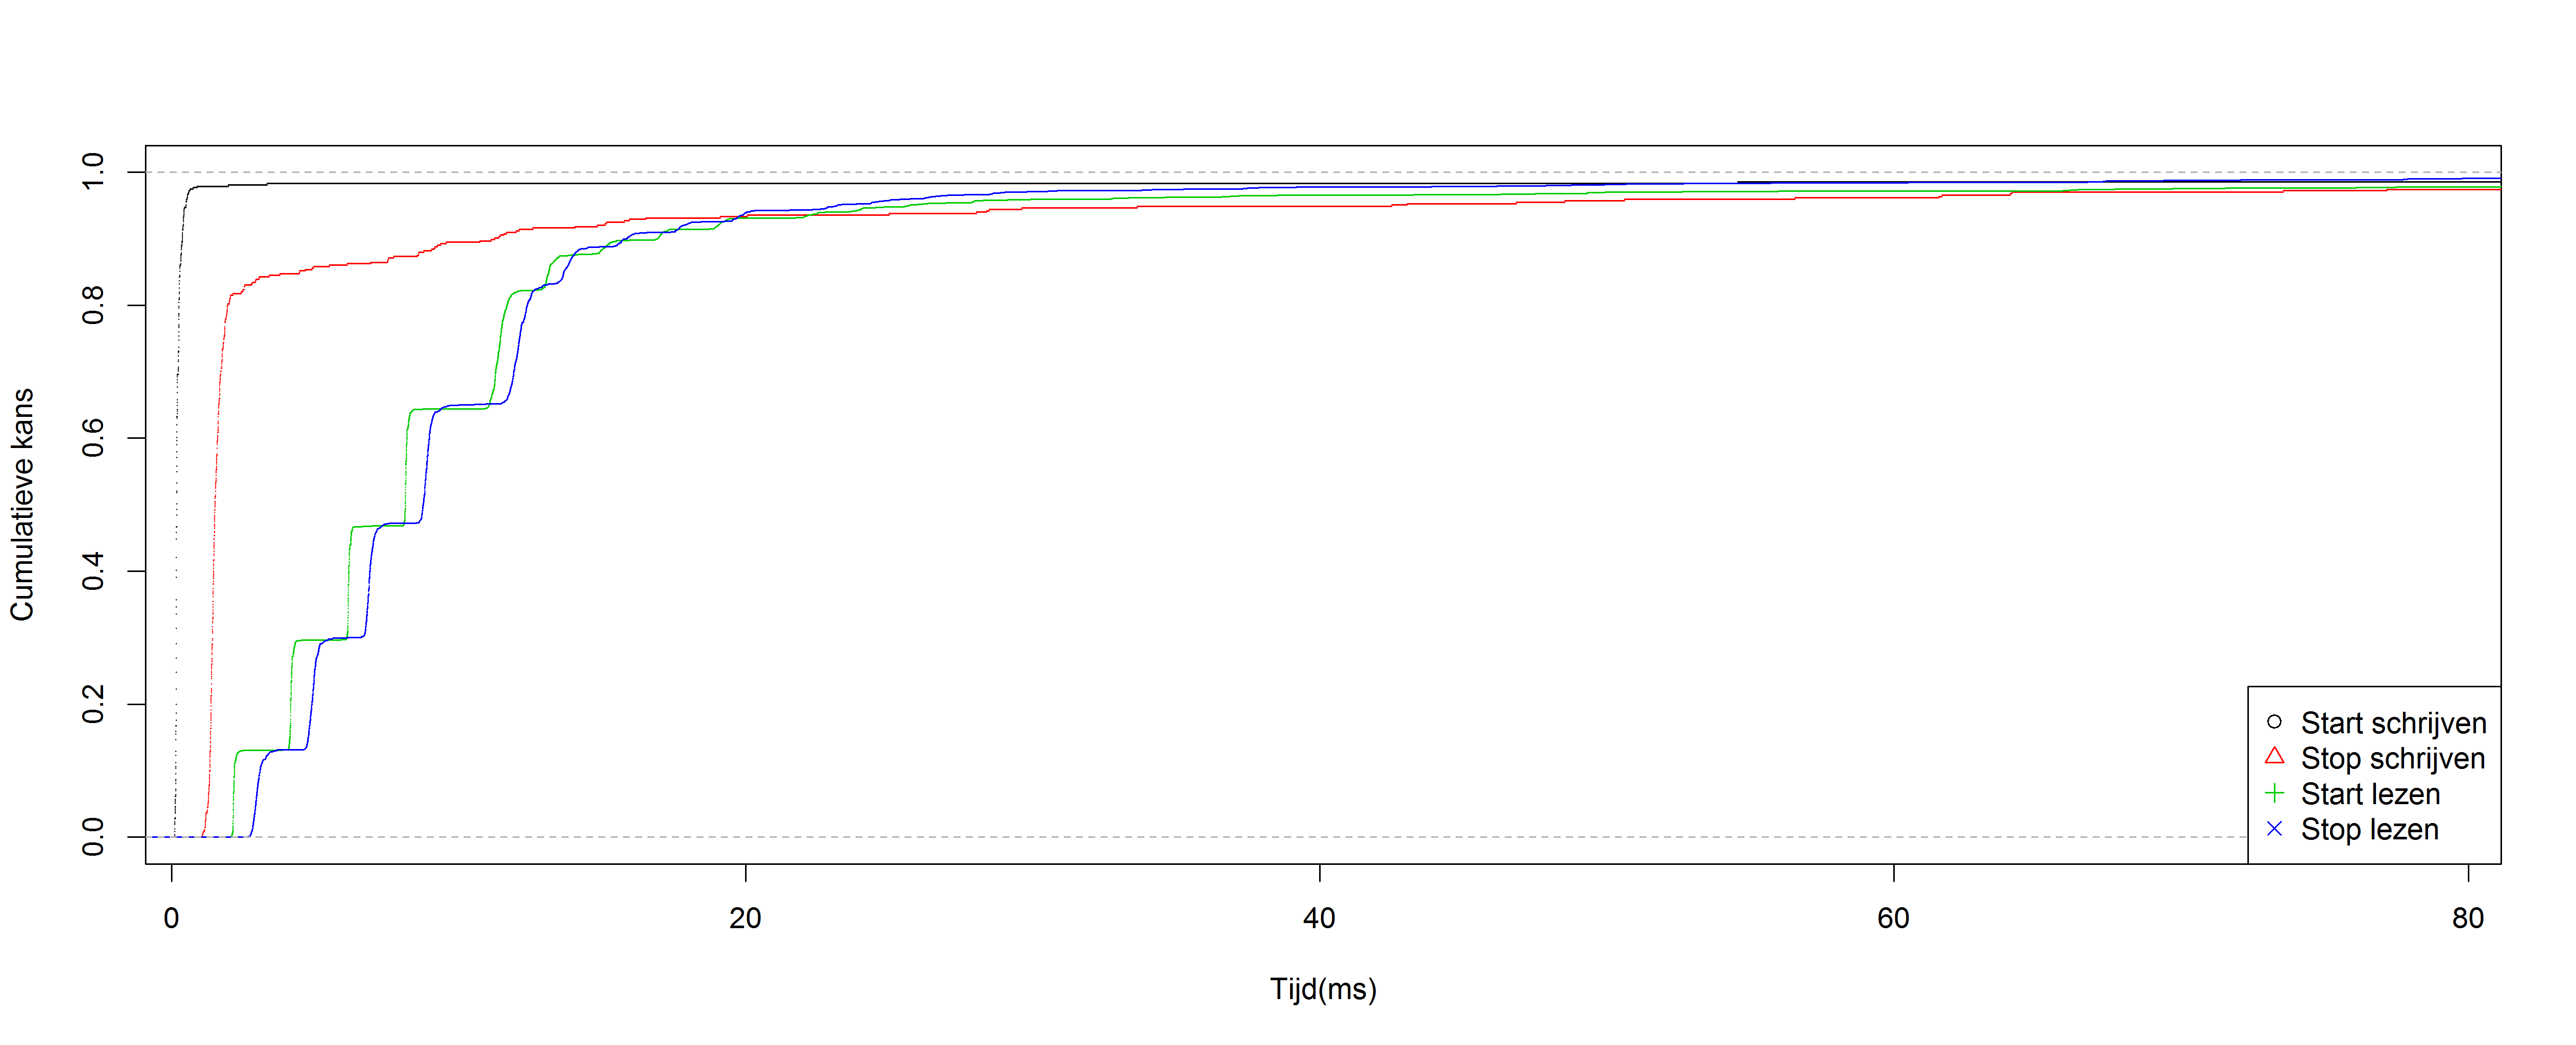 Cumulatieve kans
1.0
0.8
0.6
0.4
0.2
0.0
0 20 40 60 80
Tijd(ms)
Start schrijven
Stop schrijven
Start lezen
Stop lezen